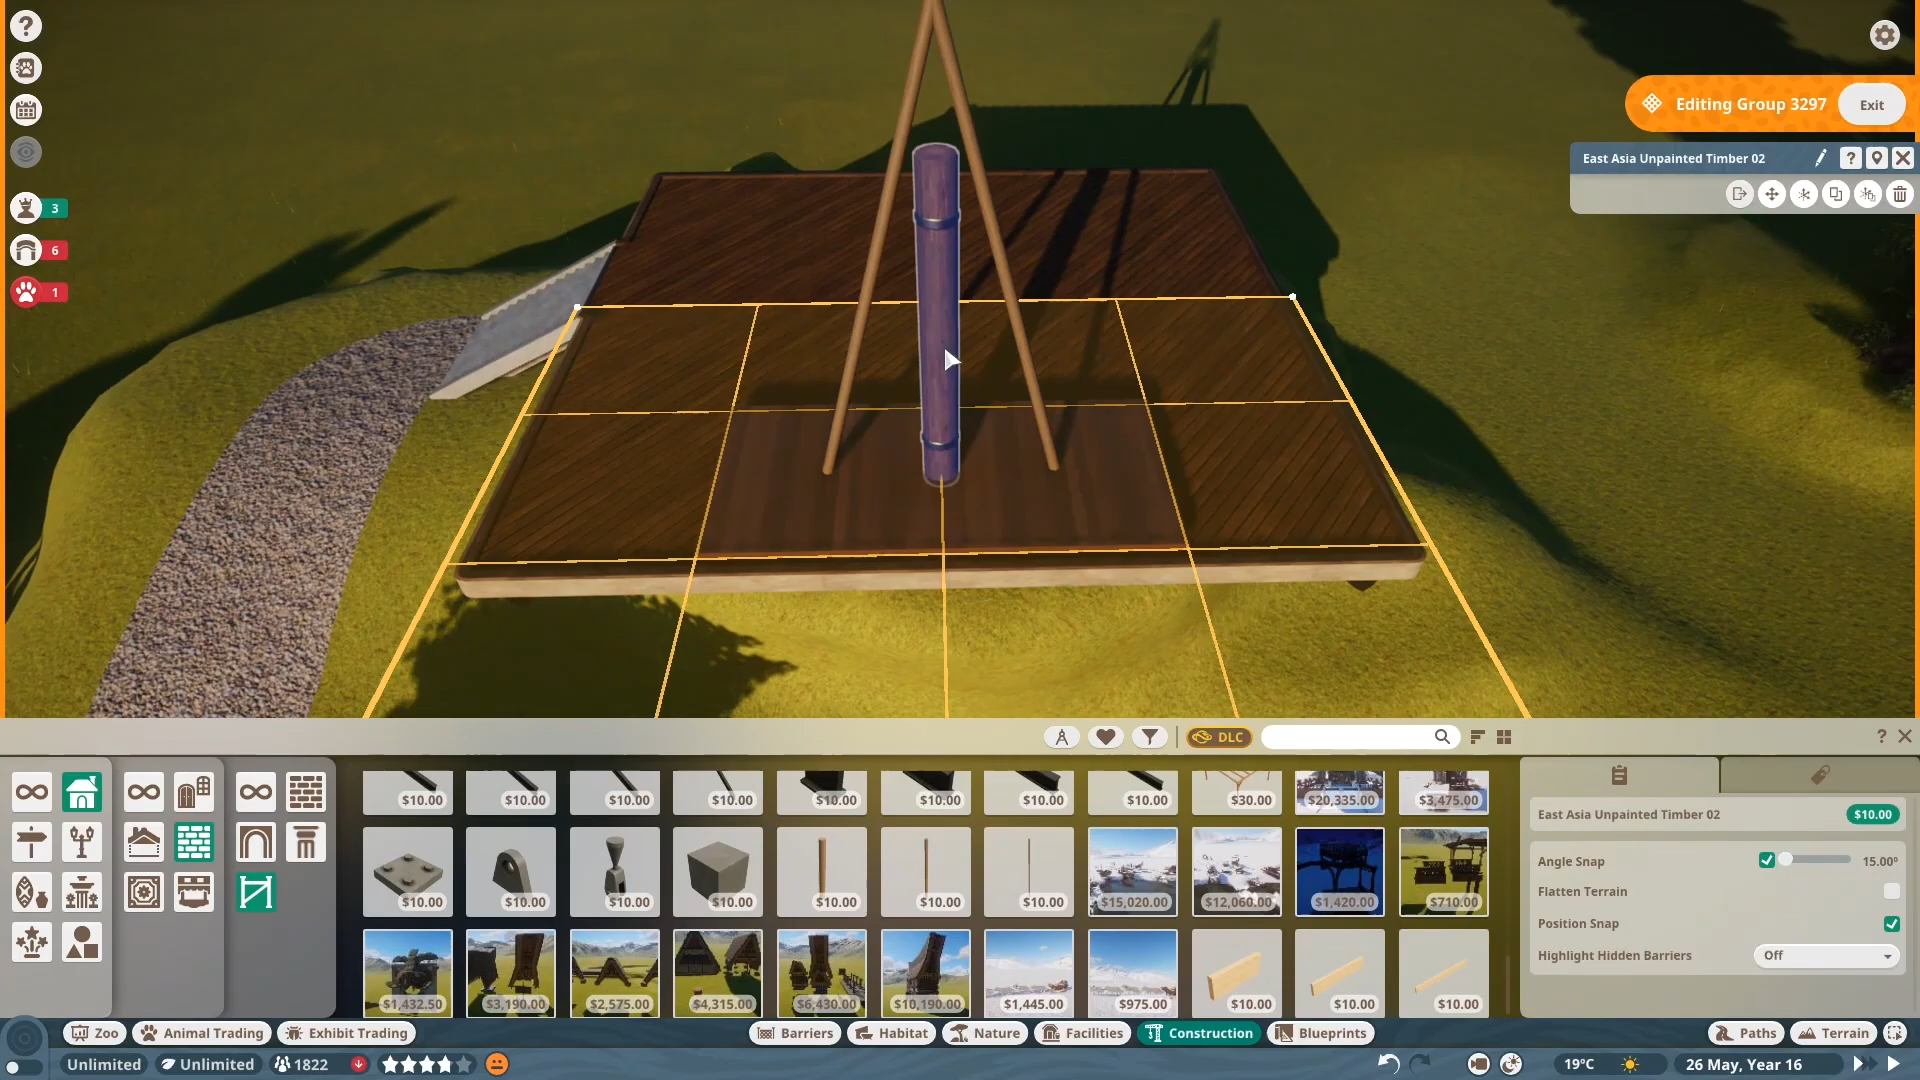 ?
Editing Group 3297
Exit
East Asia Unpainted Timber 02
?
3
6
1
DLC
?
$10.00 $10.00 $10.00 $10.00 $10.00 $10.00 $10.00 $10.00 $30.00 $20,335.00 $3,475.00
$10.00 $10.00 $10.00 $10.00 $10.00 $10.00 $10.00 $15,020.00 $12,060.00 $1,420.00 $710.00
$1,432.50 $3,190.00 $2,575.00 $4,315.00 $6,430.00 $10,190.00 $1,445.00 $975.00 $10.00 $10.00 $10.00
East Asia Unpainted Timber 02 $10.00
Angle Snap 15.00°
Flatten Terrain
Position Snap
Highlight Hidden Barriers Off
Zoo Animal Trading Exhibit Trading Barriers Habitat Nature Facilities Construction Blueprints Paths Terrain
Unlimited Unlimited 1822 19°C 26 May, Year 16